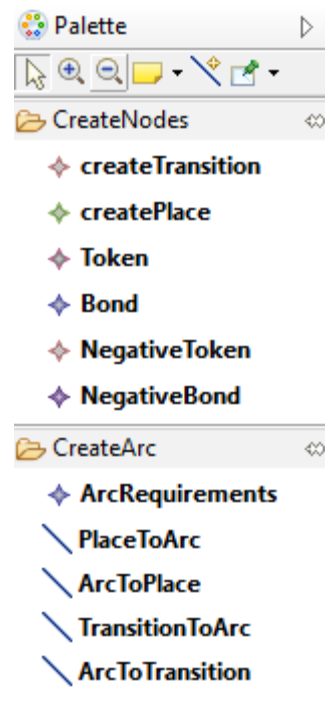 Palette
CreateNodes
createTransition
createPlace
Token
Bond
NegativeToken
NegativeBond
CreateArc
ArcRequirements
PlaceToArc
ArcToPlace
TransitionToArc
ArcToTransition